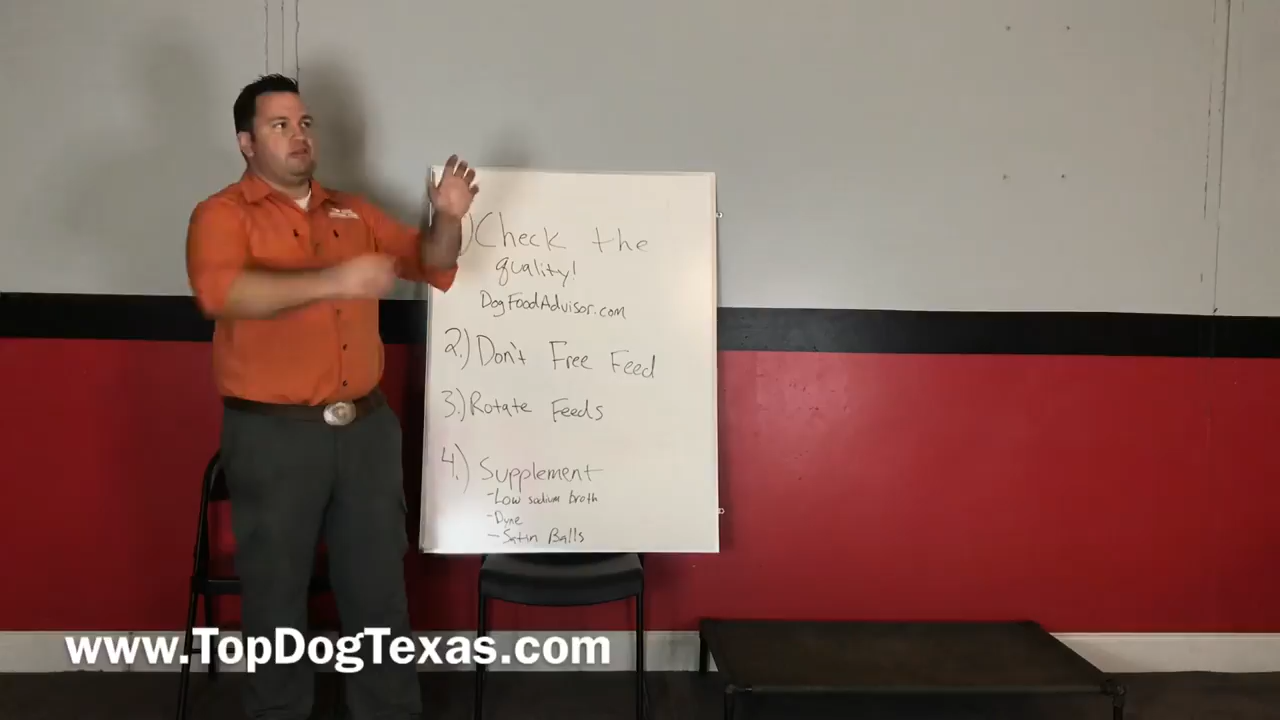 1) Check the
quality!
DogFoodAdvisor.com
2.) Don't Free Feed
3.) Rotate Feeds
4.) Supplement
- Low sodium broth
- Dyne
- Satin Balls
www.TopDogTexas.com